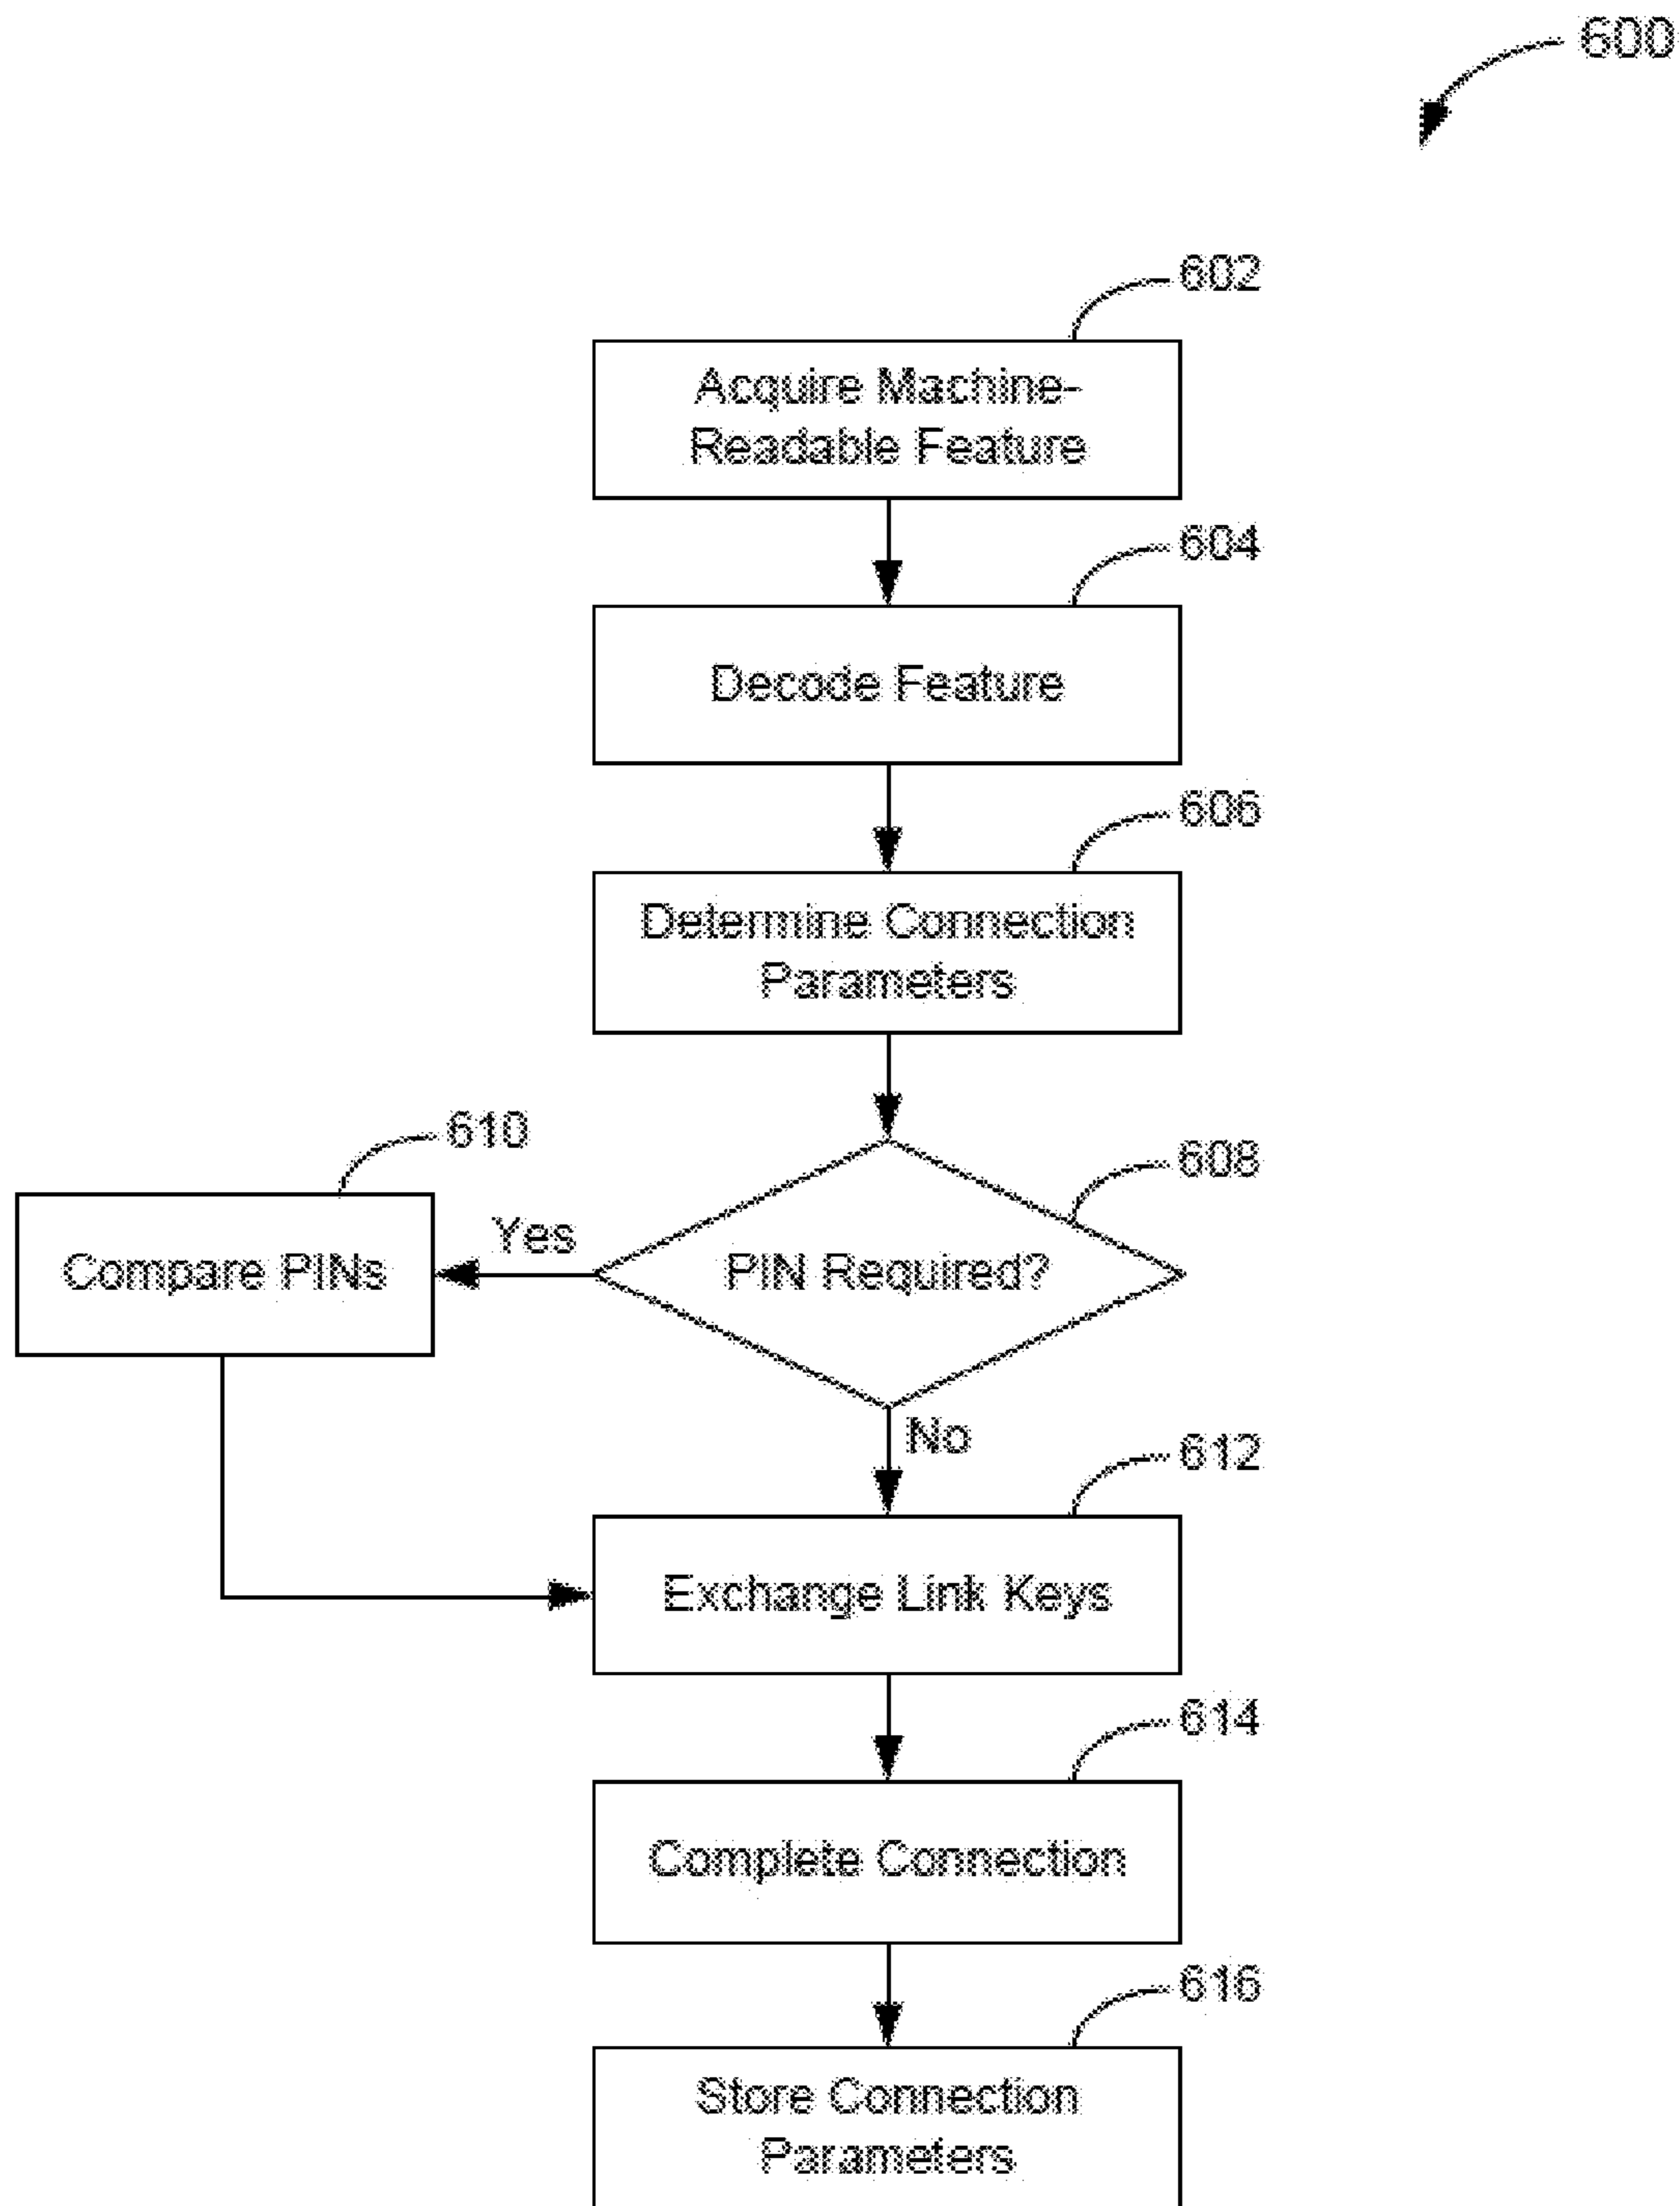 600
602
Acquire Machine-
Readable Feature
604
Decode Feature
606
Determine Connection
Parameters
610
608
Compare PINs
Yes
PIN Required?
No
612
Exchange Link Keys
614
Complete Connection
616
Store Connection
Parameters